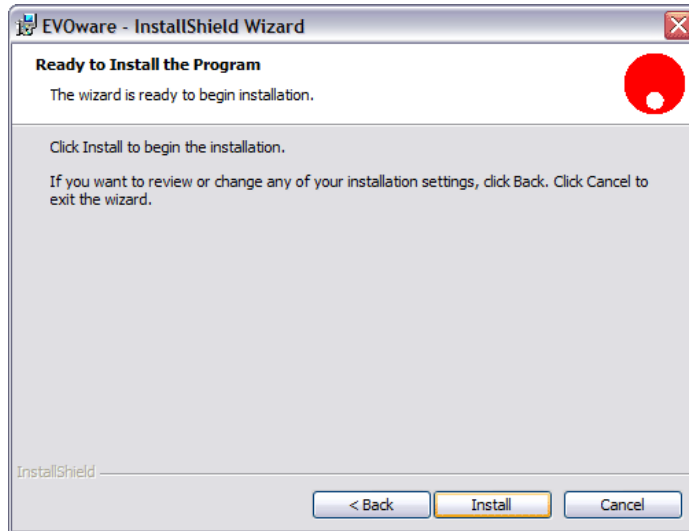 EVOware - InstallShield Wizard
Ready to Install the Program
The wizard is ready to begin installation.
Click Install to begin the installation.
If you want to review or change any of your installation settings, click Back. Click Cancel to
exit the wizard.
InstallShield
< Back
Install
Cancel